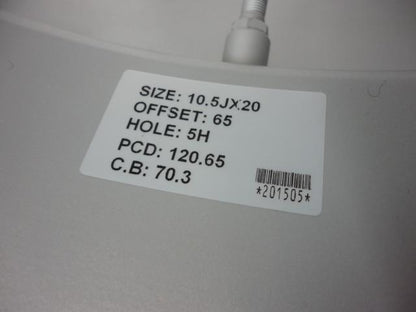 SIZE: 10.5JX20
OFFSET: 65
HOLE: 5H
PCD: 120.65
C.B: 70.3
*201505*